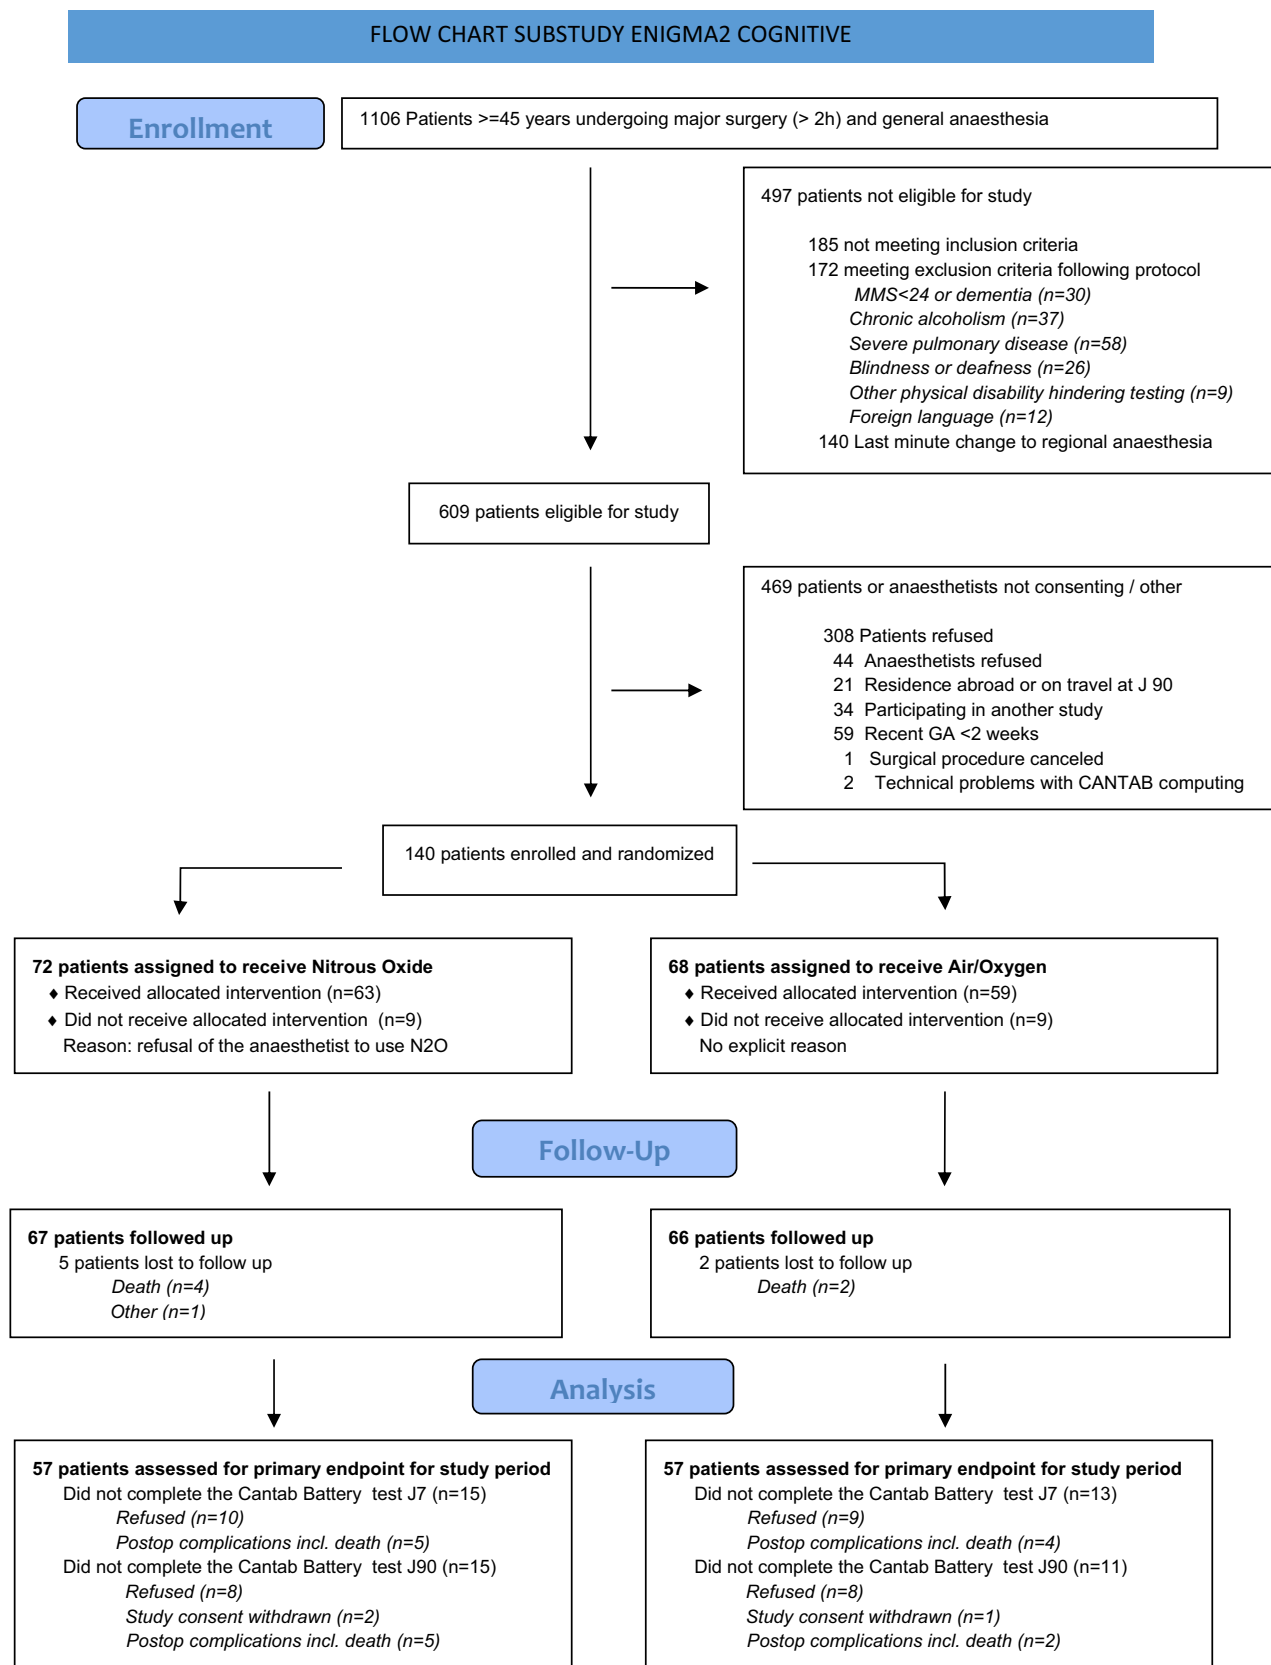 FLOW CHART SUBSTUDY ENIGMA2 COGNITIVE
Enrollment
1106 Patients >=45 years undergoing major surgery (> 2h) and general anaesthesia
497 patients not eligible for study
185 not meeting inclusion criteria
172 meeting exclusion criteria following protocol
MMS<24 or dementia (n=30)
Chronic alcoholism (n=37)
Severe pulmonary disease (n=58)
Blindness or deafness (n=26)
Other physical disability hindering testing (n=9)
Foreign language (n=12)
140 Last minute change to regional anaesthesia
609 patients eligible for study
469 patients or anaesthetists not consenting / other
308 Patients refused
44 Anaesthetists refused
21 Residence abroad or on travel at J 90
34 Participating in another study
59 Recent GA <2 weeks
1 Surgical procedure canceled
2 Technical problems with CANTAB computing
140 patients enrolled and randomized
72 patients assigned to receive Nitrous Oxide
♦ Received allocated intervention (n=63)
♦ Did not receive allocated intervention (n=9)
Reason: refusal of the anaesthetist to use N2O
68 patients assigned to receive Air/Oxygen
♦ Received allocated intervention (n=59)
♦ Did not receive allocated intervention (n=9)
No explicit reason
Follow-Up
67 patients followed up
5 patients lost to follow up
Death (n=4)
Other (n=1)
66 patients followed up
2 patients lost to follow up
Death (n=2)
Analysis
57 patients assessed for primary endpoint for study period
Did not complete the Cantab Battery test J7 (n=15)
Refused (n=10)
Postop complications incl. death (n=5)
Did not complete the Cantab Battery test J90 (n=15)
Refused (n=8)
Study consent withdrawn (n=2)
Postop complications incl. death (n=5)
57 patients assessed for primary endpoint for study period
Did not complete the Cantab Battery test J7 (n=13)
Refused (n=9)
Postop complications incl. death (n=4)
Did not complete the Cantab Battery test J90 (n=11)
Refused (n=8)
Study consent withdrawn (n=1)
Postop complications incl. death (n=2)